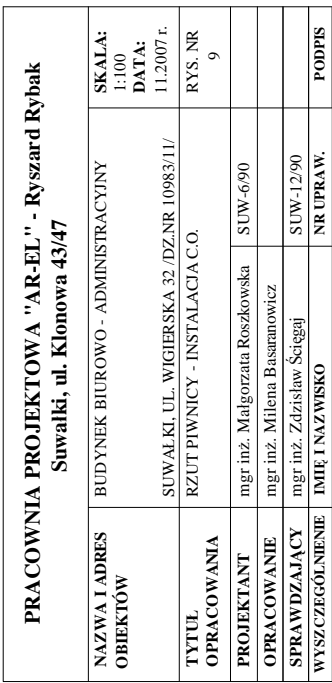 PRACOWNIA PROJEKTOWA "AR-EL" - Ryszard Rybak
Suwałki, ul. Klonowa 43/47
NAZWA I ADRES
OBIEKTÓW
BUDYNEK BIUROWO - ADMINISTRACYJNY
SUWAŁKI, UL. WIGIERSKA 32 /DZ.NR 10983/11/
SKALA:
1:100
DATA:
11.2007 r.
TYTUŁ
OPRACOWANIA
RZUT PIWNICY - INSTALACJA C.O.
RYS. NR
9
PROJEKTANT mgr inż. Małgorzata Roszkowska SUW-6/90
OPRACOWANIE mgr inż. Milena Basaranowicz
SPRAWDZAJĄCY mgr inż. Zdzisław Ścięgaj SUW-12/90
WYSZCZEGÓLNIENIE IMIĘ I NAZWISKO NR UPRAW. PODPIS